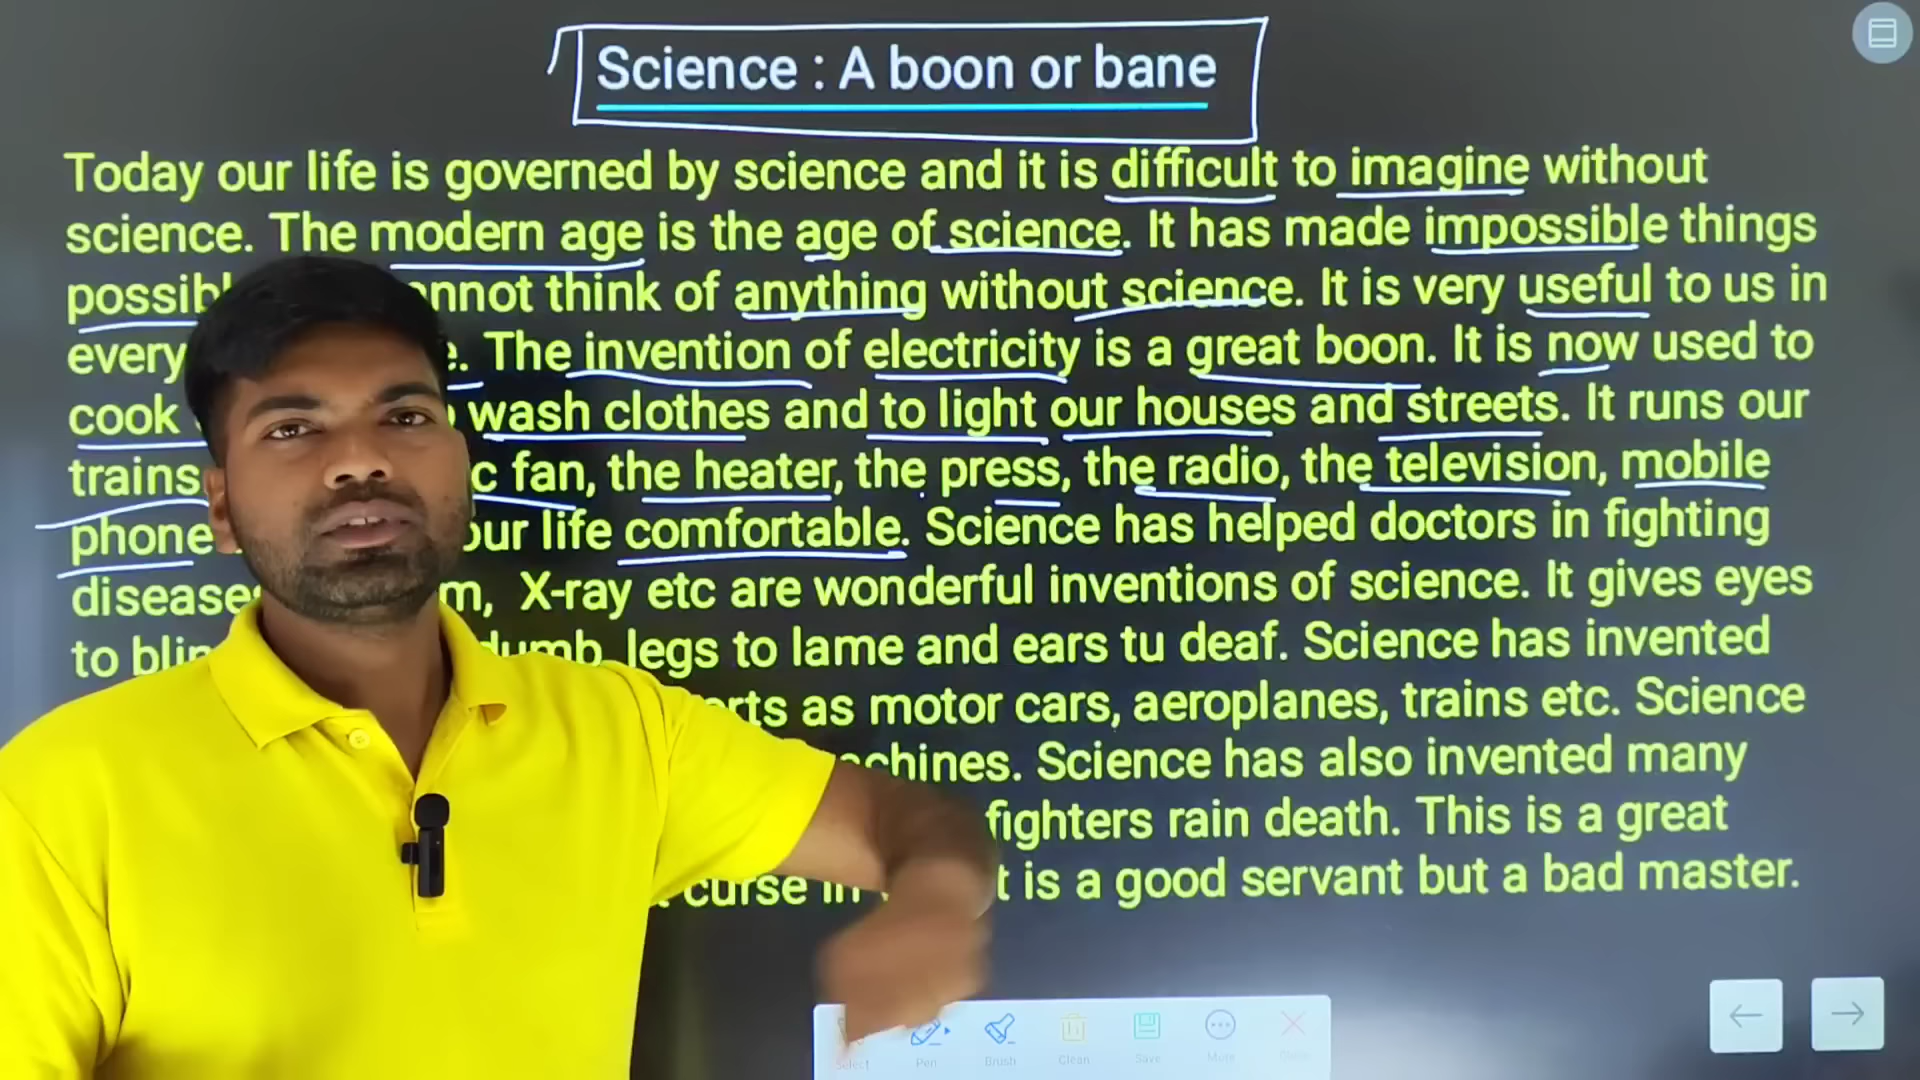 Science : A boon or bane
Today our life is governed by science and it is difficult to imagine without
science. The modern age is the age of science. It has made impossible things
think of anything without science. It is very useful to us in
every The invention of electricity is a great boon. It is now used to
cook wash clothes and to light our houses and streets. It runs our
trains fan, the heater, the press, the radio, the television, mobile
phone our life comfortable. Science has helped doctors in fighting
X-ray etc are wonderful inventions of science. It gives eyes
to dumb, legs to lame and ears tu deaf. Science has invented
as motor cars, aeroplanes, trains etc. Science
Science has also invented many
fighters rain death. This is a great
curse in is a good servant but a bad master.
Select Pen Brush Clean Save More Close